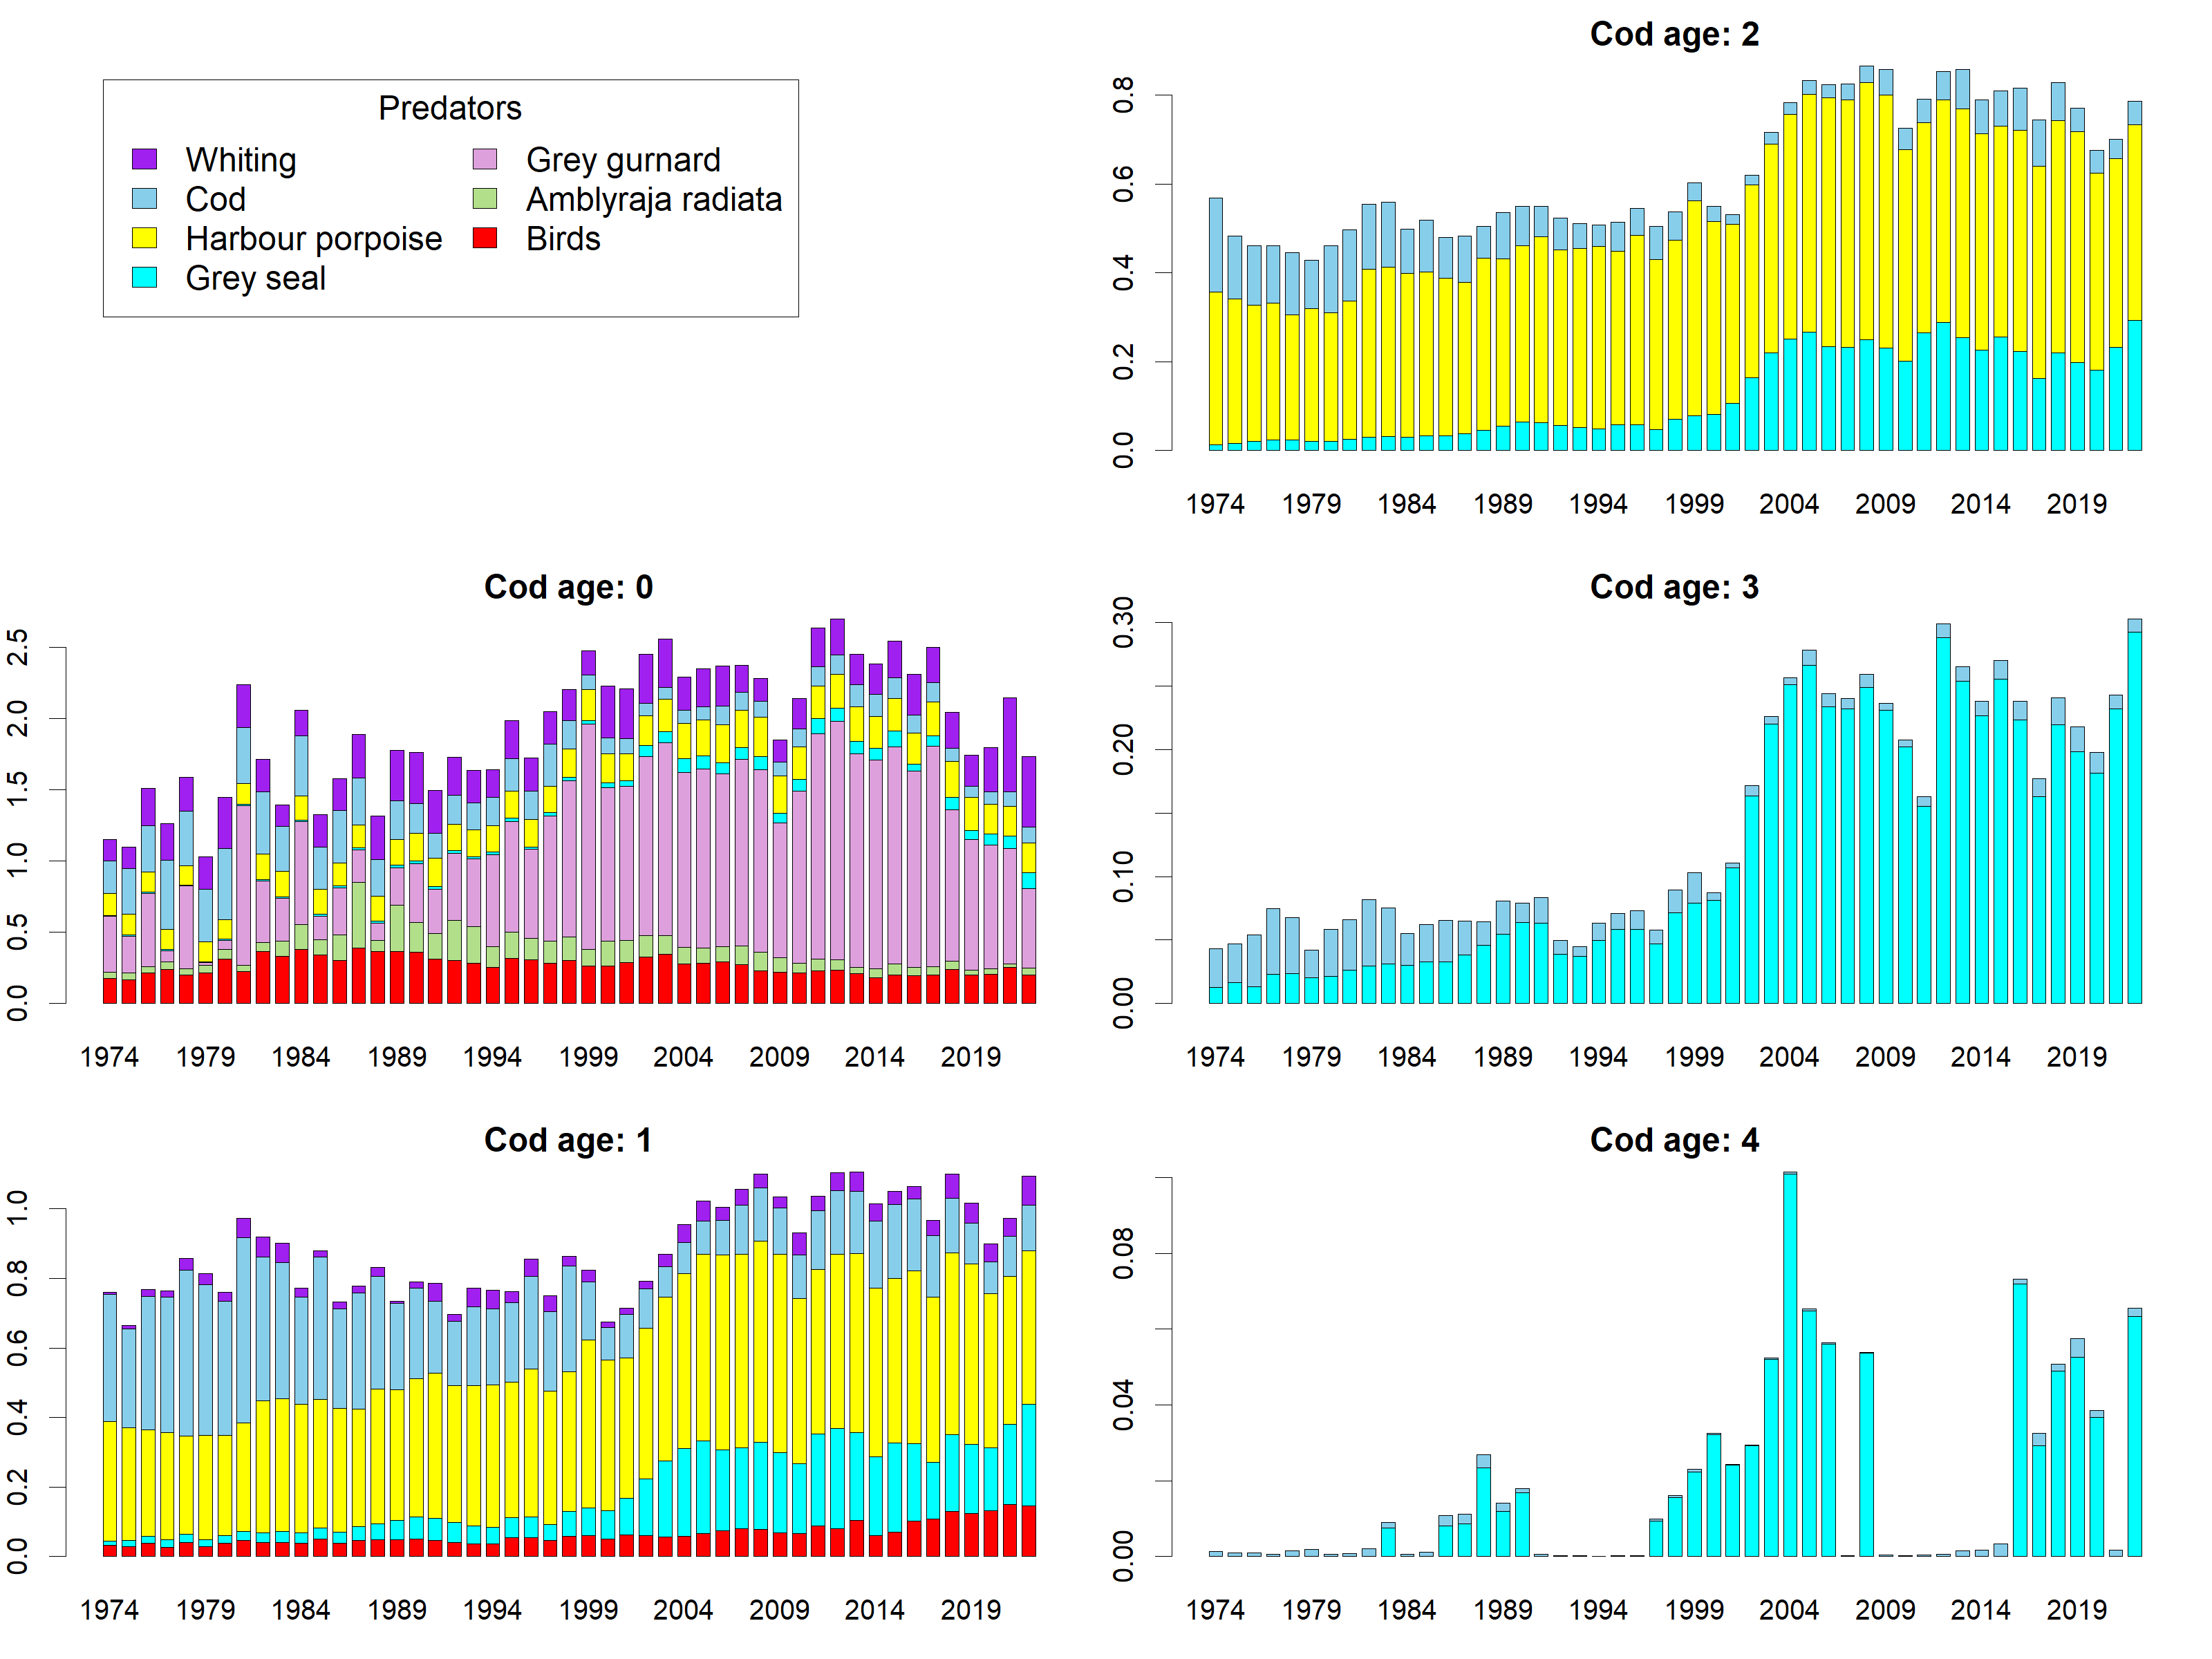 Predators
Whiting
Cod
Harbour porpoise
Grey seal
Grey gurnard
Amblyraja radiata
Birds
Cod age: 2
0.0 0.2 0.4 0.6 0.8
1974 1979 1984 1989 1994 1999 2004 2009 2014 2019
Cod age: 0
0.0 0.5 1.0 1.5 2.0 2.5
1974 1979 1984 1989 1994 1999 2004 2009 2014 2019
Cod age: 3
0.00 0.10 0.20 0.30
1974 1979 1984 1989 1994 1999 2004 2009 2014 2019
Cod age: 1
0.0 0.2 0.4 0.6 0.8 1.0
1974 1979 1984 1989 1994 1999 2004 2009 2014 2019
Cod age: 4
0.00 0.04 0.08
1974 1979 1984 1989 1994 1999 2004 2009 2014 2019